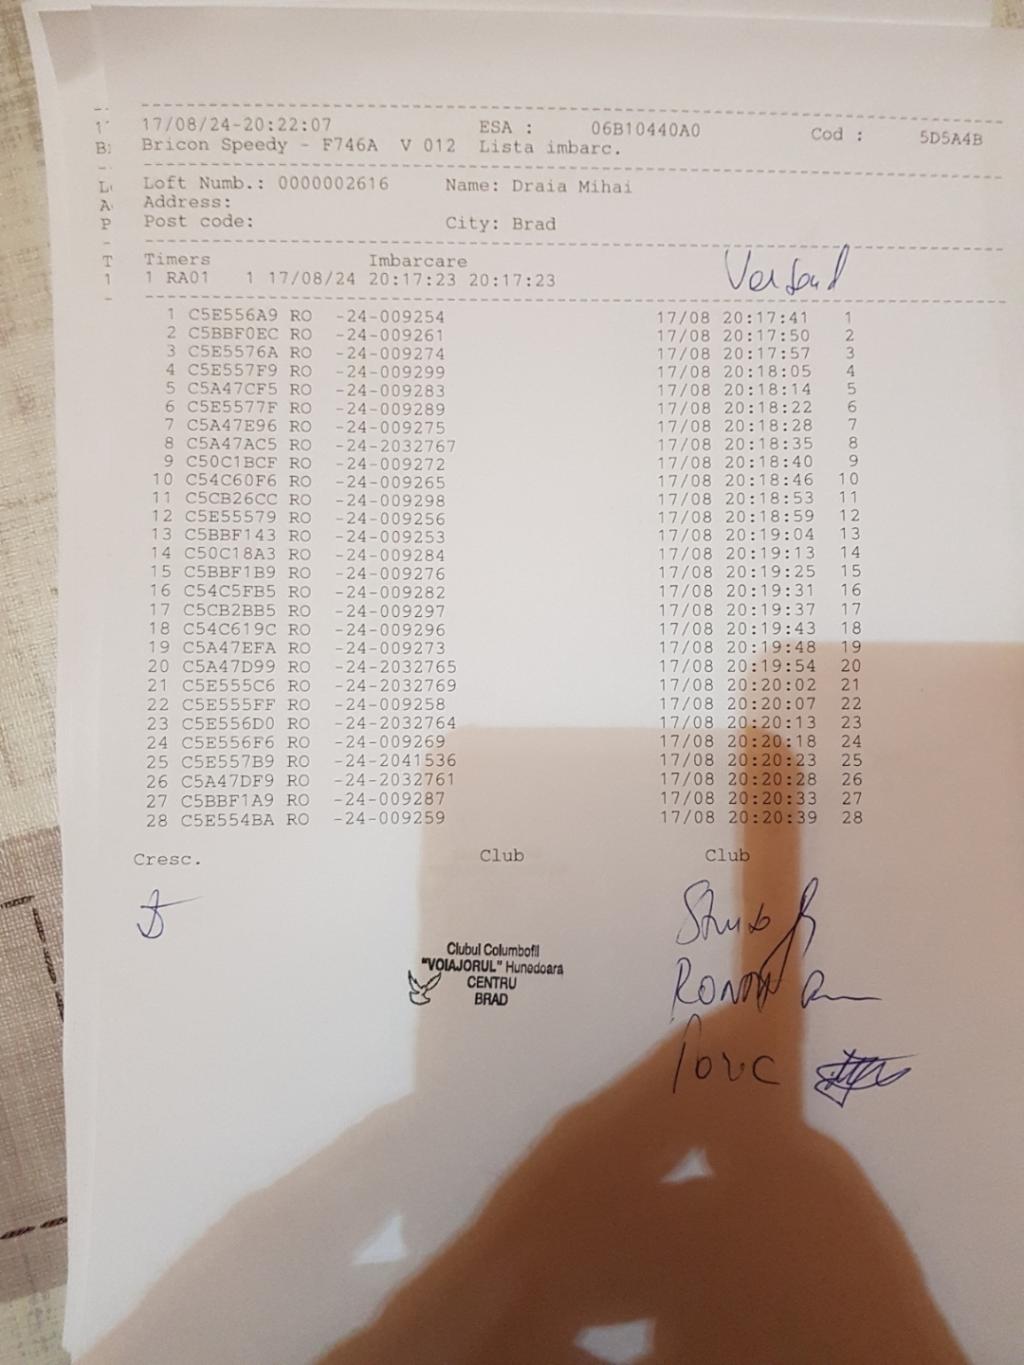 17/08/24-20:22:07 ESA : 06B10440A0 Cod : 5D5A4B
Bricon Speedy - F746A V 012 Lista imbarc.
Loft Numb.: 0000002616 Name: Draia Mihai
Address:
Post code: City: Brad
Timers Imbarcare
1 RA01 1 17/08/24 20:17:23 20:17:23
1 C5E556A9 RO -24-009254 17/08 20:17:41 1
2 C5BBF0EC RO -24-009261 17/08 20:17:50 2
3 C5E5576A RO -24-009274 17/08 20:17:57 3
4 C5E557F9 RO -24-009299 17/08 20:18:05 4
5 C5A47CF5 RO -24-009283 17/08 20:18:14 5
6 C5E5577F RO -24-009289 17/08 20:18:22 6
7 C5A47E96 RO -24-009275 17/08 20:18:28 7
8 C5A47AC5 RO -24-2032767 17/08 20:18:35 8
9 C50C1BCF RO -24-009272 17/08 20:18:40 9
10 C54C60F6 RO -24-009265 17/08 20:18:46 10
11 C5CB26CC RO -24-009298 17/08 20:18:53 11
12 C5E55579 RO -24-009256 17/08 20:18:59 12
13 C5BBF143 RO -24-009253 17/08 20:19:04 13
14 C50C18A3 RO -24-009284 17/08 20:19:13 14
15 C5BBF1B9 RO -24-009276 17/08 20:19:25 15
16 C54C5FB5 RO -24-009282 17/08 20:19:31 16
17 C5CB2BB5 RO -24-009297 17/08 20:19:37 17
18 C54C619C RO -24-009296 17/08 20:19:43 18
19 C5A47EFA RO -24-009273 17/08 20:19:48 19
20 C5A47D99 RO -24-2032765 17/08 20:19:54 20
21 C5E555C6 RO -24-2032769 17/08 20:20:02 21
22 C5E555FF RO -24-009258 17/08 20:20:07 22
23 C5E556D0 RO -24-2032764 17/08 20:20:13 23
24 C5E556F6 RO -24-009269 17/08 20:20:18 24
25 C5E557B9 RO -24-2041536 17/08 20:20:23 25
26 C5A47DF9 RO -24-2032761 17/08 20:20:28 26
27 C5BBF1A9 RO -24-009287 17/08 20:20:33 27
28 C5E554BA RO -24-009259 17/08 20:20:39 28
Cresc. Club Club
Clubul Columbofil
"VOIAJORUL" Hunedoara
CENTRU
BRAD